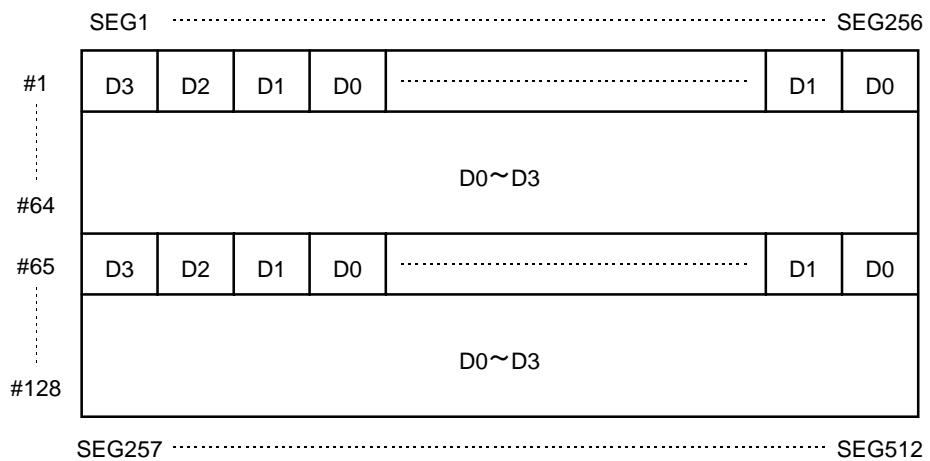 SEG1 SEG256
#1 D3 D2 D1 D0 D1 D0
D0~D3
#64
#65 D3 D2 D1 D0 D1 D0
D0~D3
#128
SEG257 SEG512